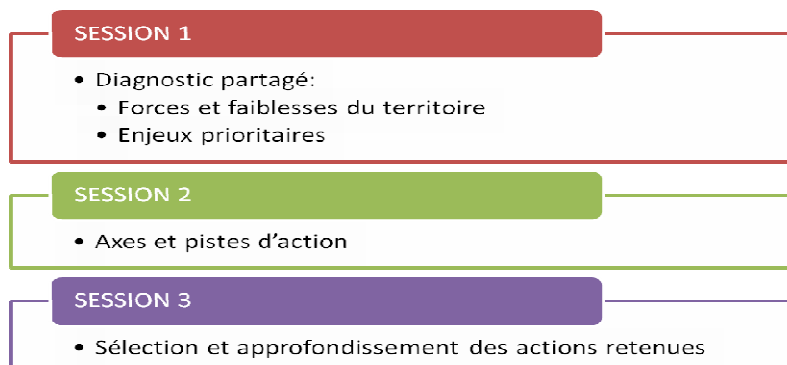 SESSION 1
• Diagnostic partagé:
• Forces et faiblesses du territoire
• Enjeux prioritaires
SESSION 2
• Axes et pistes d’action
SESSION 3
• Sélection et approfondissement des actions retenues